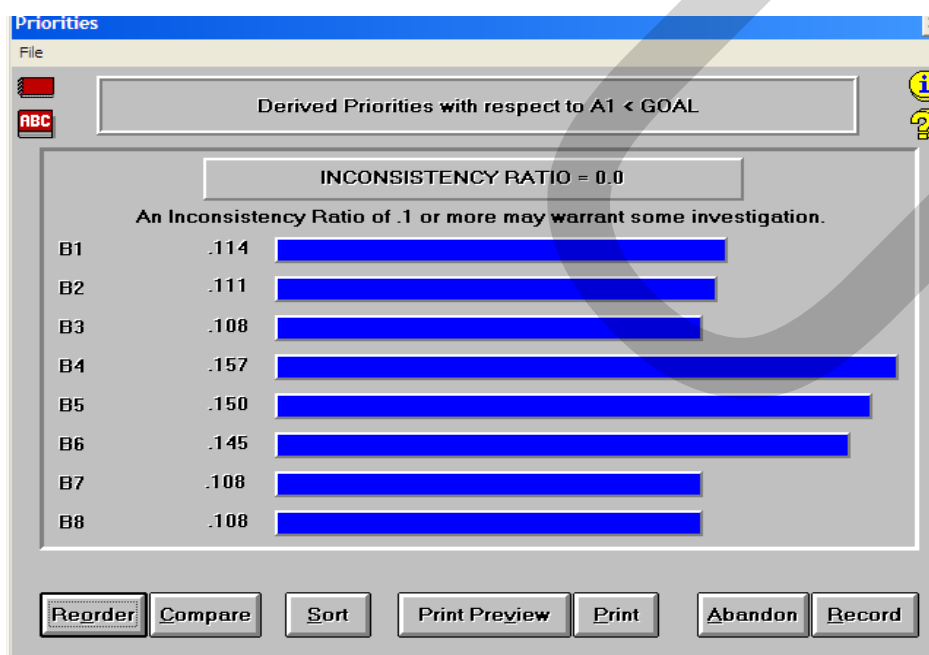 Priorities
File
ABC
i
?
Derived Priorities with respect to A1 < GOAL
INCONSISTENCY RATIO = 0.0
An Inconsistency Ratio of .1 or more may warrant some investigation.
B1 .114
B2 .111
B3 .108
B4 .157
B5 .150
B6 .145
B7 .108
B8 .108
Reorder Compare Sort Print Preview Print Abandon Record